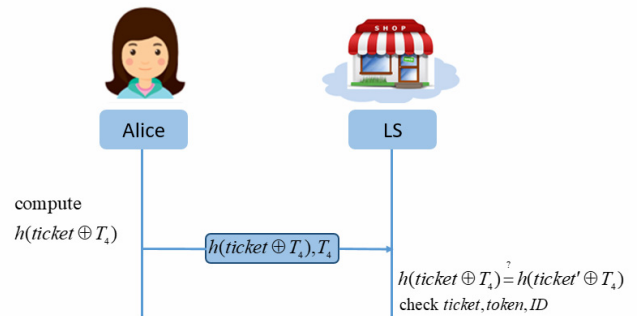 SHOP
Alice
LS
compute
h(ticket⊕T₄)
h(ticket⊕T₄),T₄
h(ticket⊕T₄)≟h(ticket'⊕T₄)
check ticket,token,ID